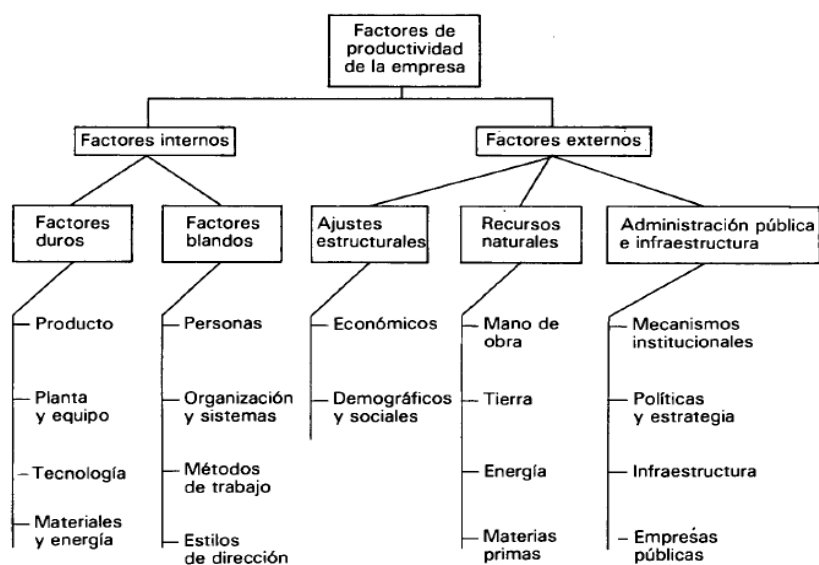 Factores de
productividad
de la empresa
Factores internos
Factores externos
Factores
duros
Factores
blandos
Ajustes
estructurales
Recursos
naturales
Administración pública
e infraestructura
Producto
Planta
y equipo
Tecnología
Materiales
y energía
Personas
Organización
y sistemas
Métodos
de trabajo
Estilos
de dirección
Económicos
Demográficos
y sociales
Mano de
obra
Tierra
Energía
Materias
primas
Mecanismos
institucionales
Políticas
y estrategia
Infraestructura
Empresas
públicas